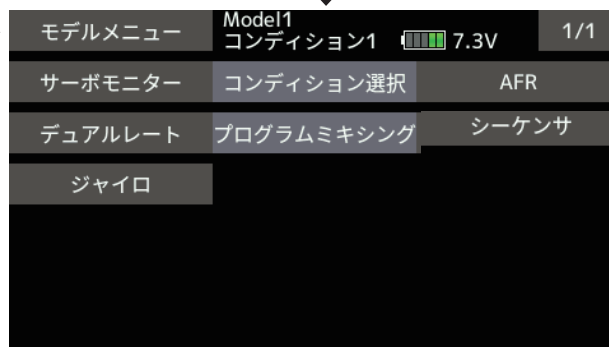 モデルメニュー
Model1
コンディション1 7.3V
1/1
サーボモニター コンディション選択 AFR
デュアルレート プログラムミキシング シーケンサ
ジャイロ